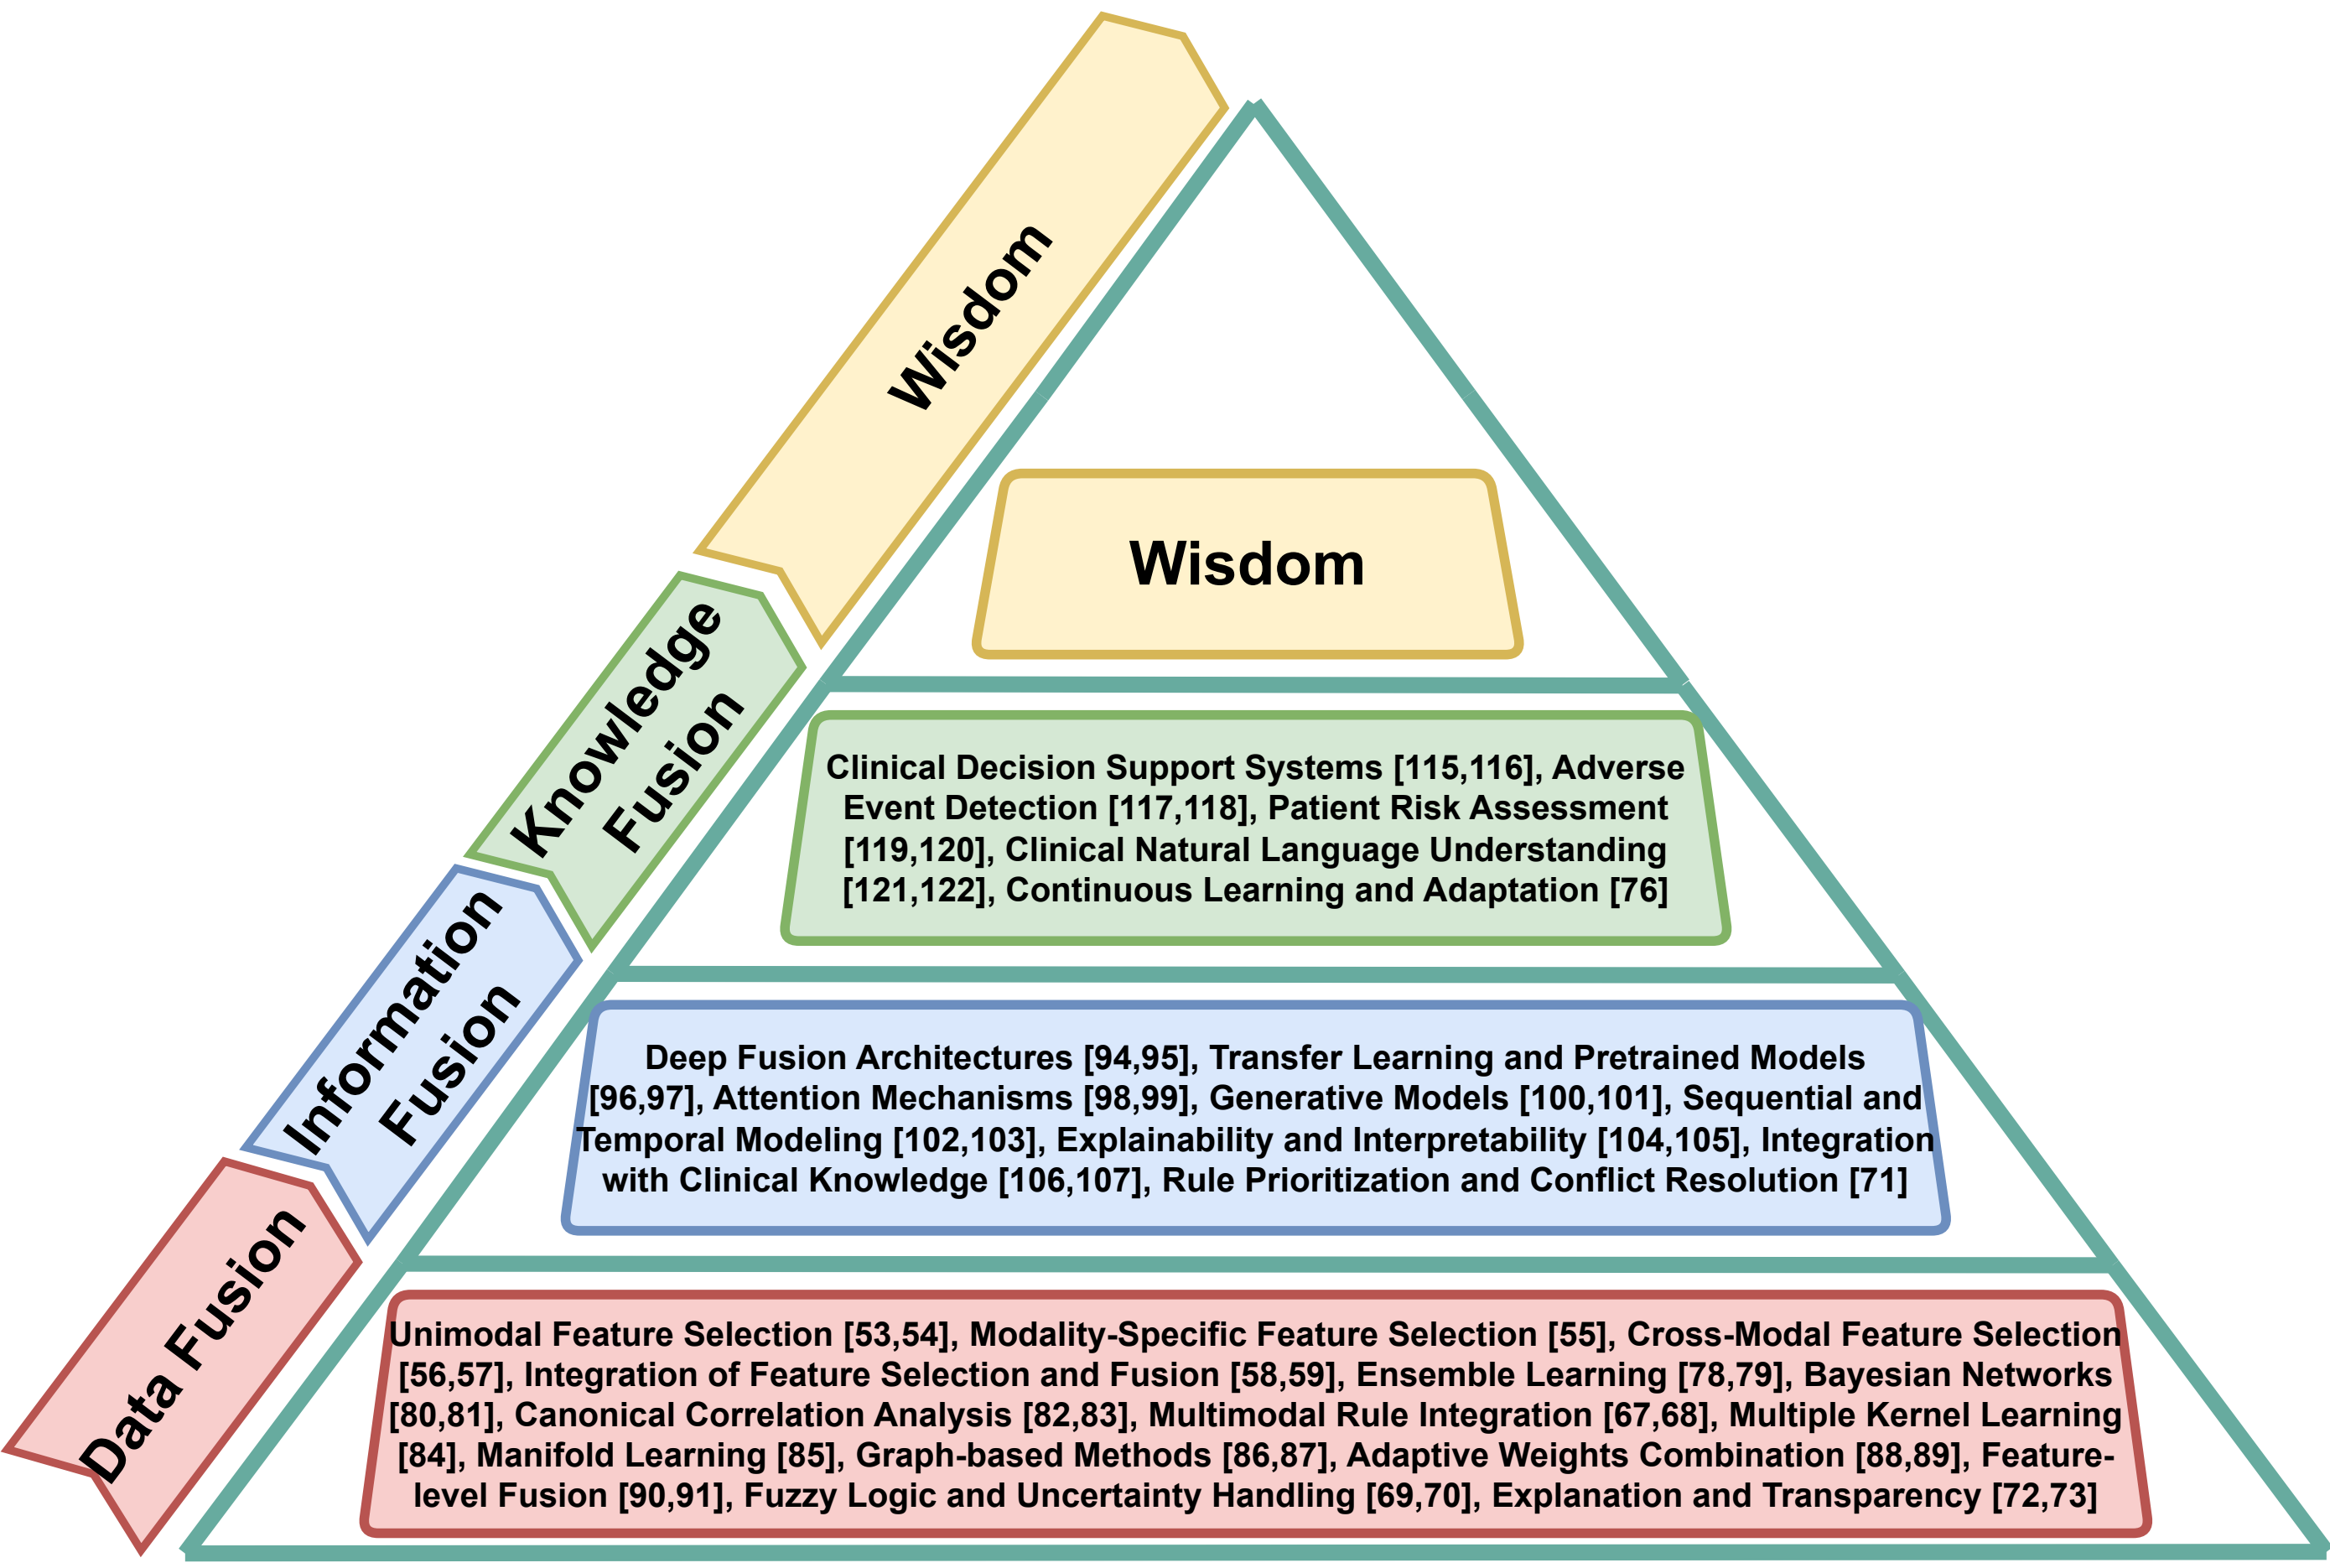 Wisdom
Wisdom
Knowledge
Fusion
Clinical Decision Support Systems [115,116], Adverse
Event Detection [117,118], Patient Risk Assessment
[119,120], Clinical Natural Language Understanding
[121,122], Continuous Learning and Adaptation [76]
Information
Fusion
Deep Fusion Architectures [94,95], Transfer Learning and Pretrained Models
[96,97], Attention Mechanisms [98,99], Generative Models [100,101], Sequential and
Temporal Modeling [102,103], Explainability and Interpretability [104,105], Integration
with Clinical Knowledge [106,107], Rule Prioritization and Conflict Resolution [71]
Data Fusion
Unimodal Feature Selection [53,54], Modality-Specific Feature Selection [55], Cross-Modal Feature Selection
[56,57], Integration of Feature Selection and Fusion [58,59], Ensemble Learning [78,79], Bayesian Networks
[80,81], Canonical Correlation Analysis [82,83], Multimodal Rule Integration [67,68], Multiple Kernel Learning
[84], Manifold Learning [85], Graph-based Methods [86,87], Adaptive Weights Combination [88,89], Feature-
level Fusion [90,91], Fuzzy Logic and Uncertainty Handling [69,70], Explanation and Transparency [72,73]